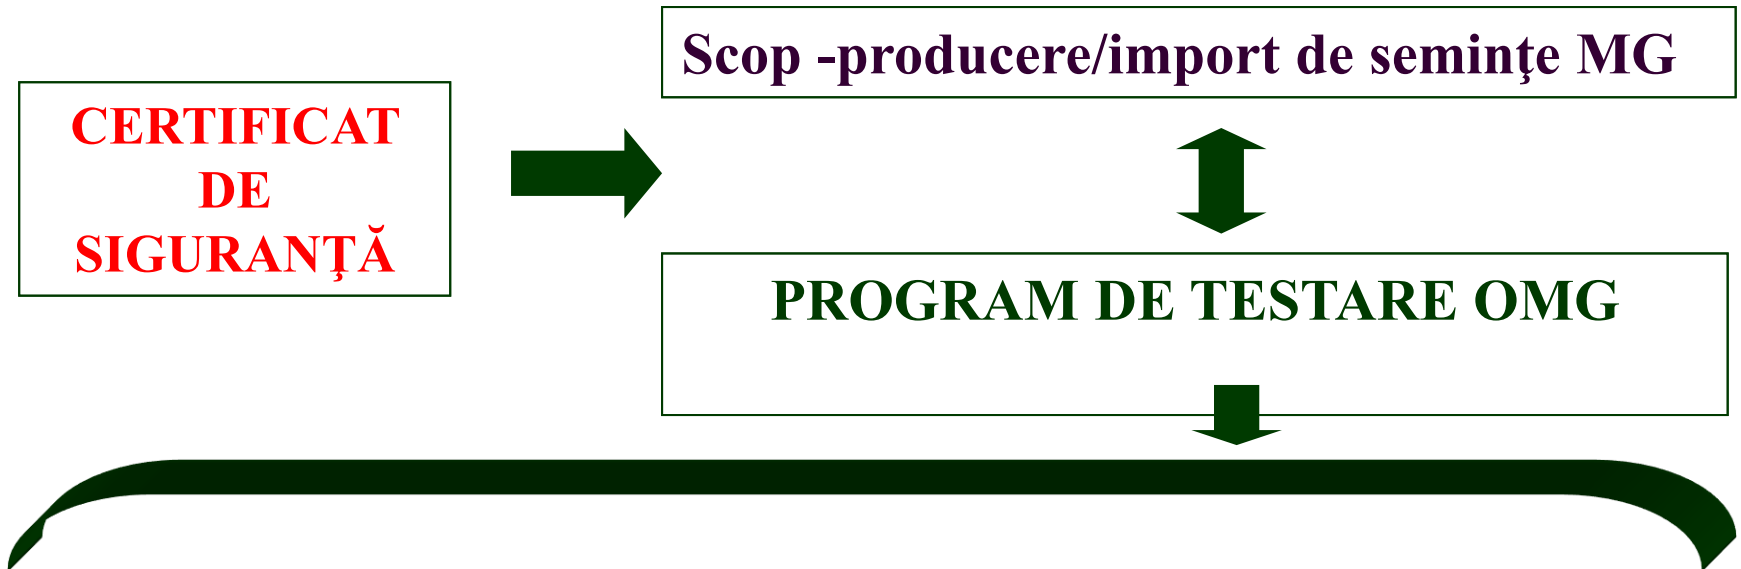 Scop -producere/import de seminţe MG
CERTIFICAT
DE
SIGURANŢĂ
PROGRAM DE TESTARE OMG